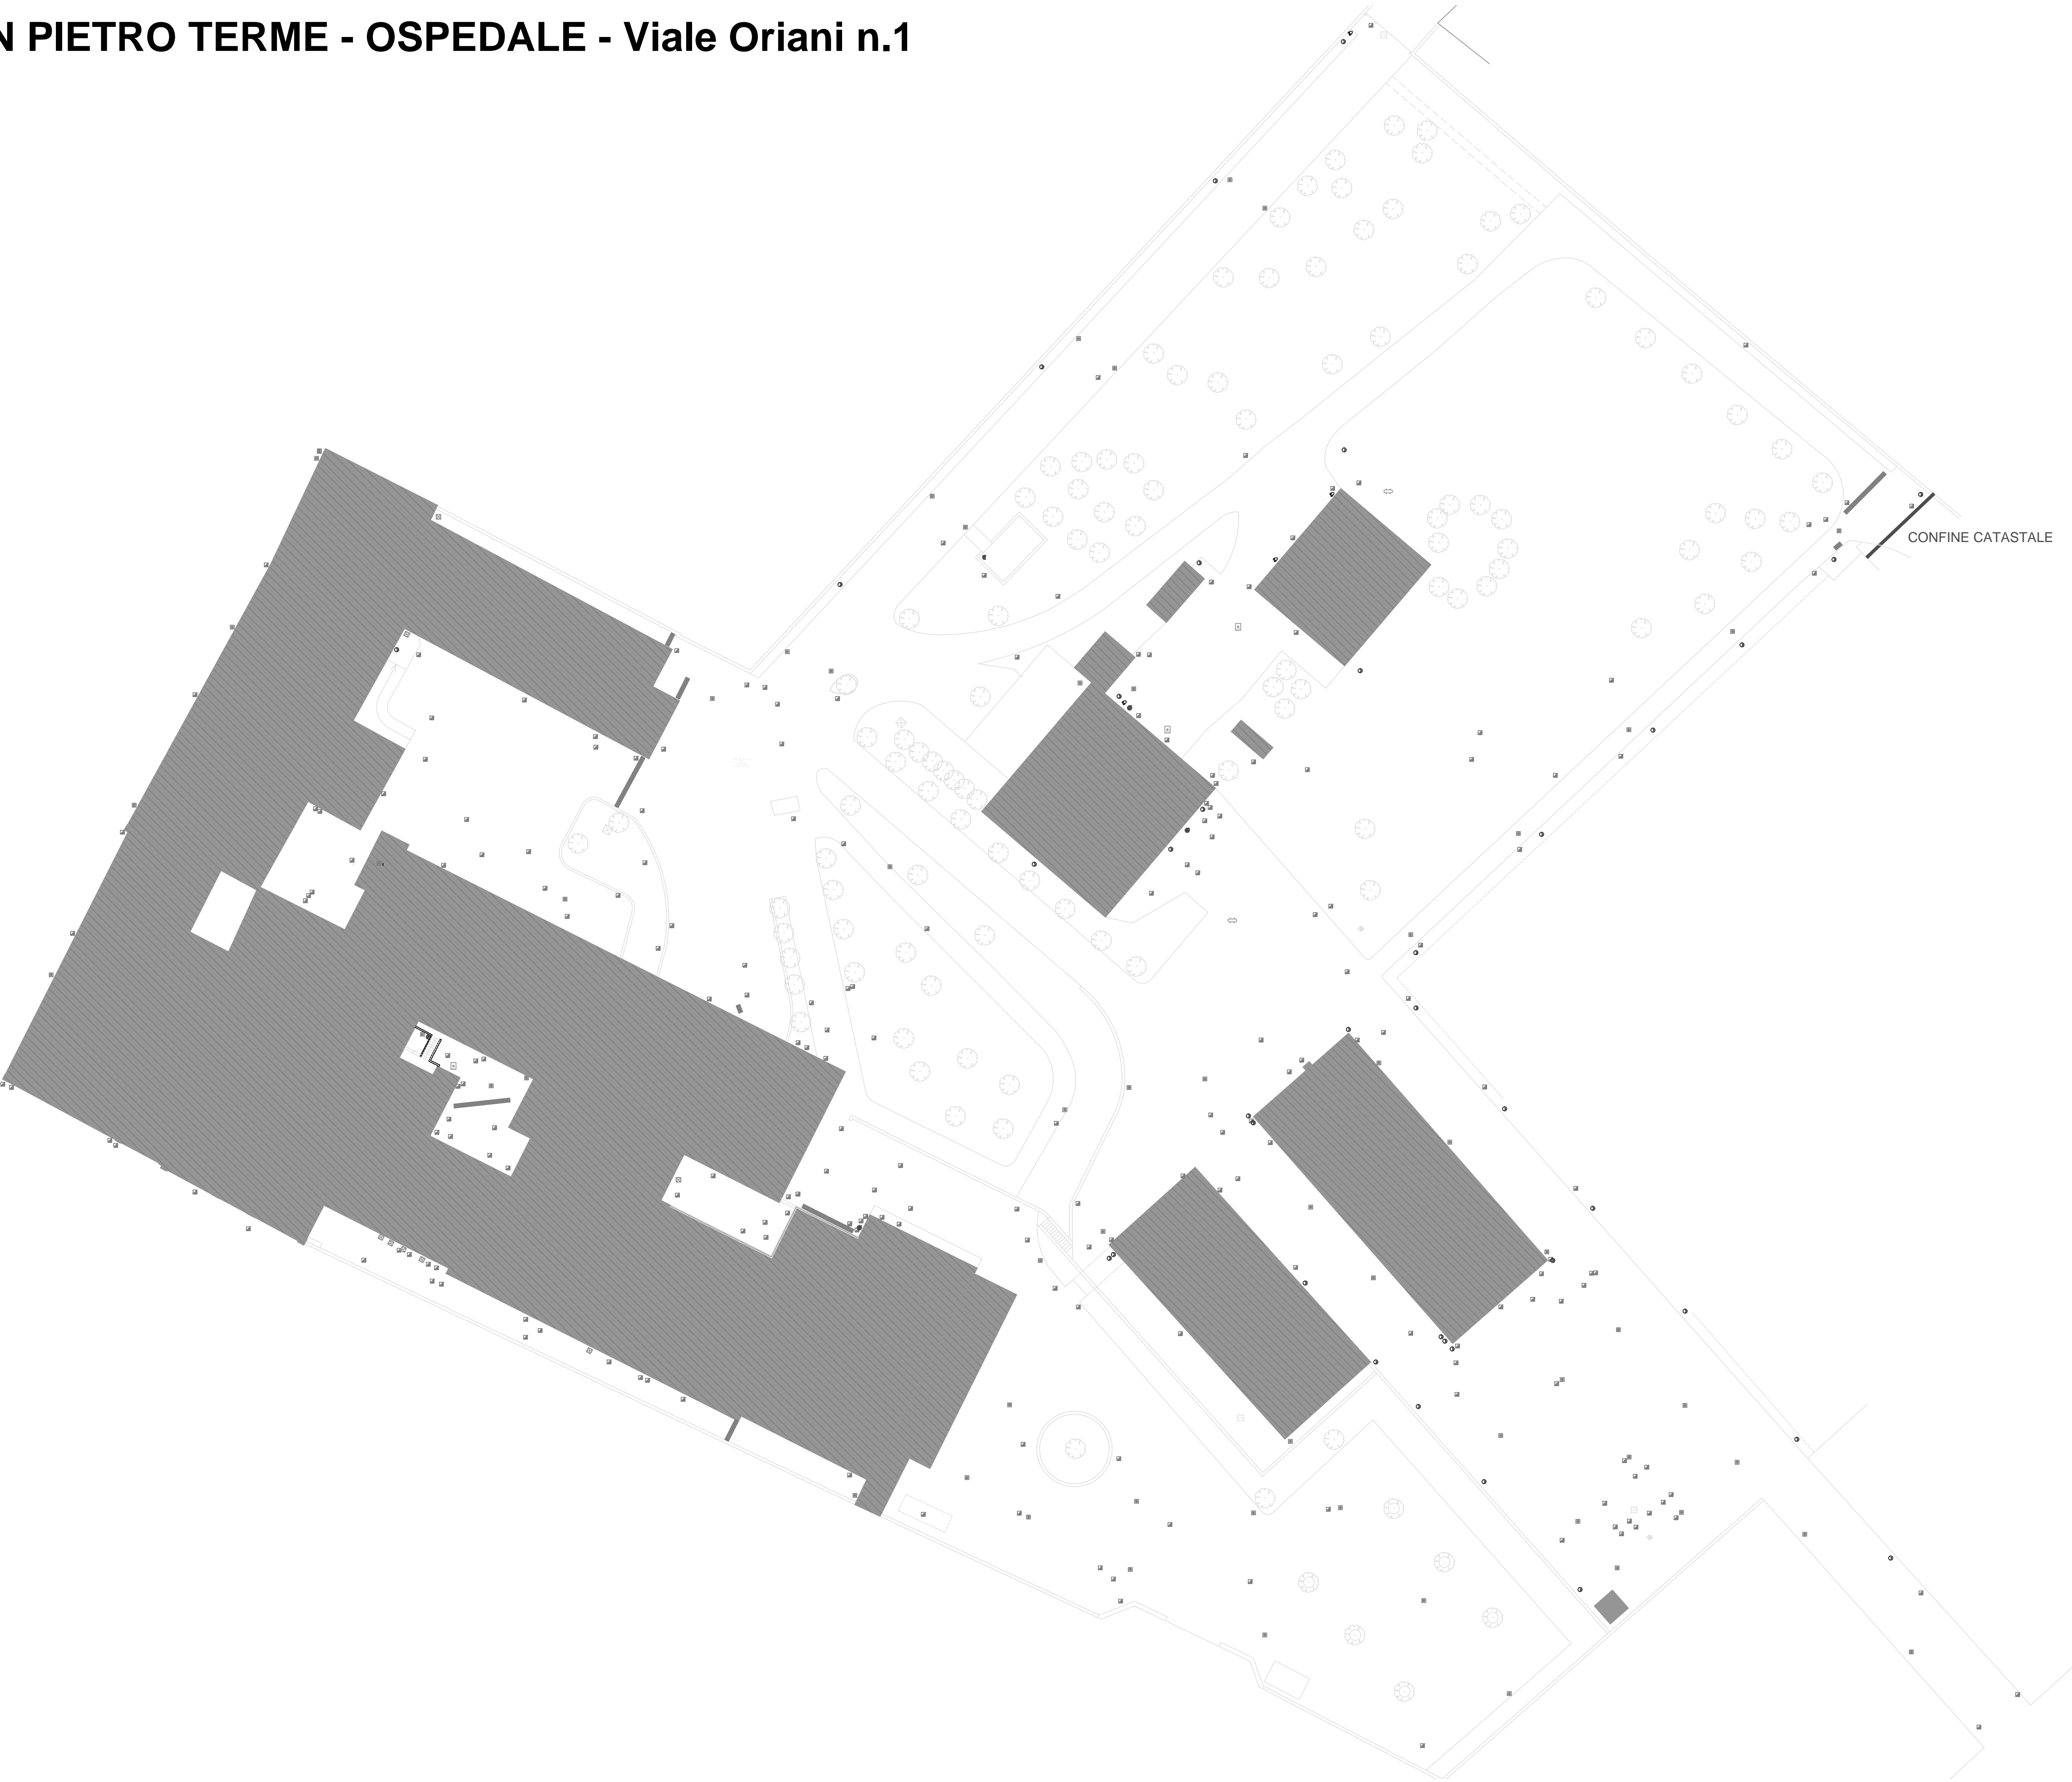 N PIETRO TERME - OSPEDALE - Viale Oriani n.1
CONFINE CATASTALE